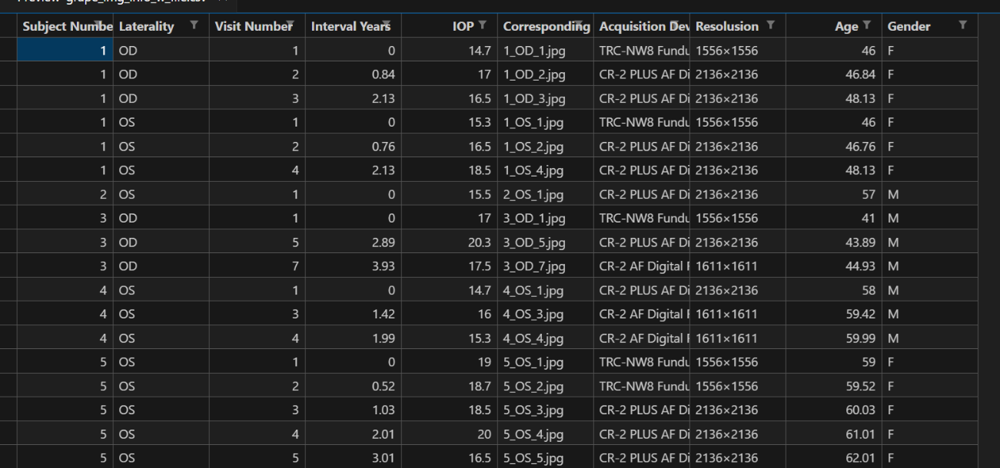 Subject Numbe Laterality Visit Number Interval Years IOP Corresponding Acquisition Dev Resolusion Age Gender
1 OD 1 0 14.7 1_OD_1.jpg TRC-NW8 Fundu 1556×1556 46 F
1 OD 2 0.84 17 1_OD_2.jpg CR-2 PLUS AF Di 2136×2136 46.84 F
1 OD 3 2.13 16.5 1_OD_3.jpg CR-2 PLUS AF Di 2136×2136 48.13 F
1 OS 1 0 15.3 1_OS_1.jpg TRC-NW8 Fundu 1556×1556 46 F
1 OS 2 0.76 16.5 1_OS_2.jpg CR-2 PLUS AF Di 2136×2136 46.76 F
1 OS 4 2.13 18.5 1_OS_4.jpg CR-2 PLUS AF Di 2136×2136 48.13 F
2 OS 1 0 15.5 2_OS_1.jpg CR-2 PLUS AF Di 2136×2136 57 M
3 OD 1 0 17 3_OD_1.jpg TRC-NW8 Fundu 1556×1556 41 M
3 OD 5 2.89 20.3 3_OD_5.jpg CR-2 PLUS AF Di 2136×2136 43.89 M
3 OD 7 3.93 17.5 3_OD_7.jpg CR-2 AF Digital 1611×1611 44.93 M
4 OS 1 0 14.7 4_OS_1.jpg CR-2 PLUS AF Di 2136×2136 58 M
4 OS 3 1.42 16 4_OS_3.jpg CR-2 AF Digital 1611×1611 59.42 M
4 OS 4 1.99 15.3 4_OS_4.jpg CR-2 AF Digital 1611×1611 59.99 M
5 OS 1 0 19 5_OS_1.jpg TRC-NW8 Fundu 1556×1556 59 F
5 OS 2 0.52 18.7 5_OS_2.jpg TRC-NW8 Fundu 1556×1556 59.52 F
5 OS 3 1.03 18.5 5_OS_3.jpg CR-2 PLUS AF Di 2136×2136 60.03 F
5 OS 4 2.01 20 5_OS_4.jpg CR-2 PLUS AF Di 2136×2136 61.01 F
5 OS 5 3.01 16.5 5_OS_5.jpg CR-2 PLUS AF Di 2136×2136 62.01 F